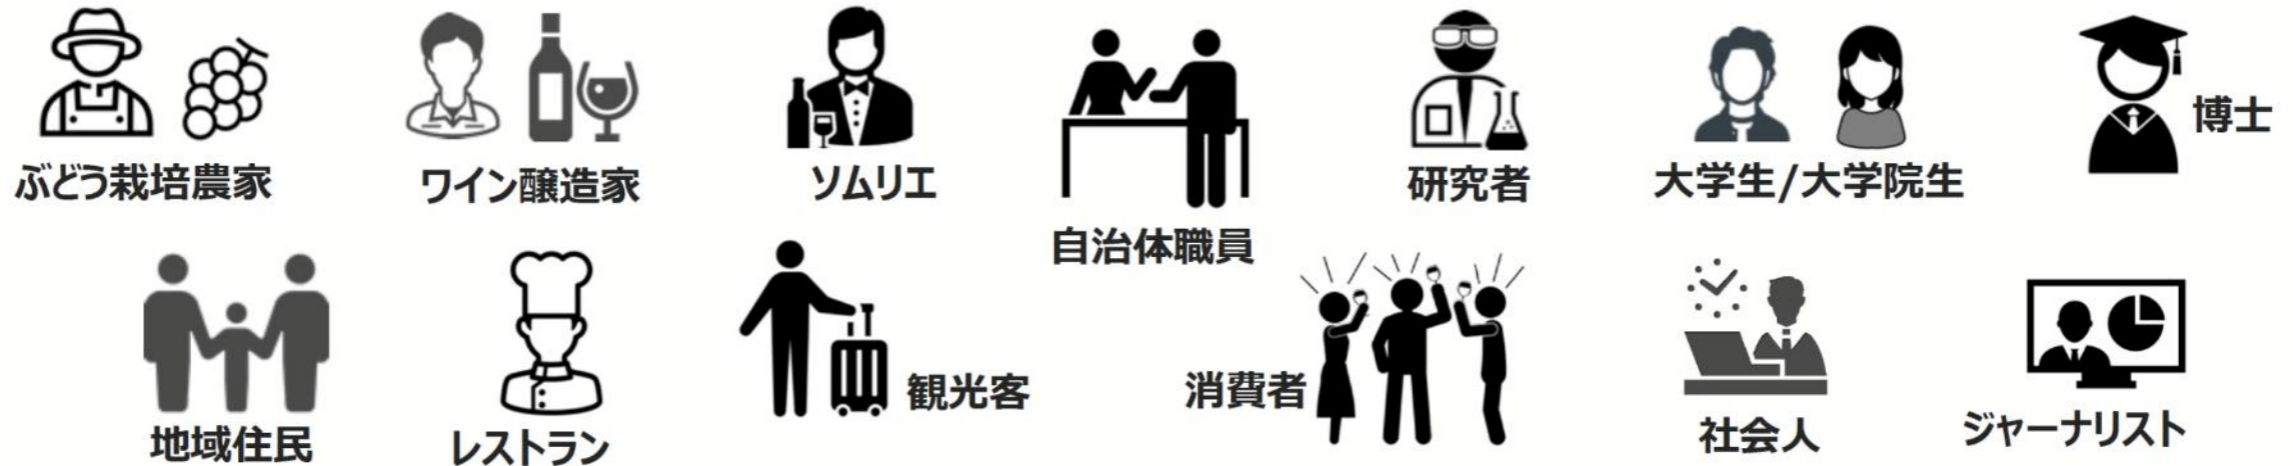 ぶどう栽培農家
ワイン醸造家
ソムリエ
自治体職員
研究者
大学生/大学院生
博士
地域住民
レストラン
観光客
消費者
社会人
ジャーナリスト